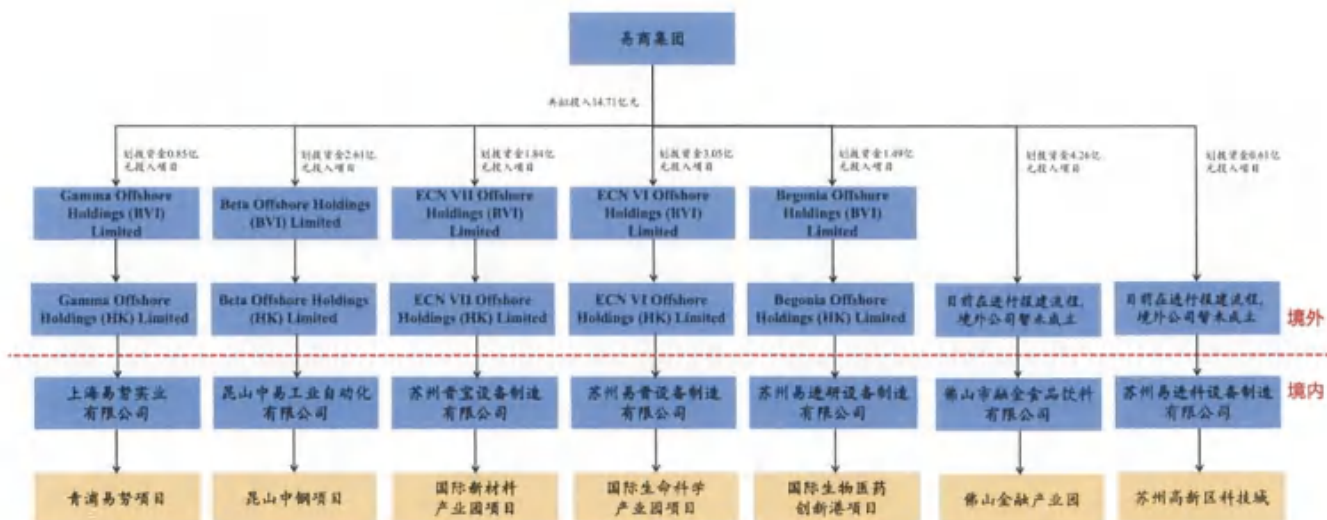 易商集团
共拟投入14.71亿元
划拨资金0.85亿
元投入项目
划拨资金2.61亿
元投入项目
划拨资金1.84亿
元投入项目
划拨资金3.05亿
元投入项目
划拨资金1.49亿
元投入项目
划拨资金4.26亿
元投入项目
划拨资金0.61亿
元投入项目
Gamma Offshore
Holdings (BVI)
Limited
Beta Offshore Holdings
(BVI) Limited
ECN VII Offshore
Holdings (BVI)
Limited
ECN VI Offshore
Holdings (BVI)
Limited
Begonia Offshore
Holdings (BVI)
Limited
Gamma Offshore
Holdings (HK) Limited
Beta Offshore Holdings
(HK) Limited
ECN VII Offshore
Holdings (HK) Limited
ECN VI Offshore
Holdings (HK) Limited
Begonia Offshore
Holdings (HK) Limited
目前在进行报建流程,
境外公司暂未成立
目前在进行报建流程,
境外公司暂未成立
境外
上海易努实业
有限公司
昆山中易工业自动化
有限公司
苏州晋宝设备制造
有限公司
苏州易晋设备制造
有限公司
苏州易进研设备制造
有限公司
佛山市融金食品饮料
有限公司
苏州易进科设备制造
有限公司
境内
青浦易努项目
昆山中钢项目
国际新材料
产业园项目
国际生命科学
产业园项目
国际生物医药
创新港项目
佛山金融产业园
苏州高新区科技城